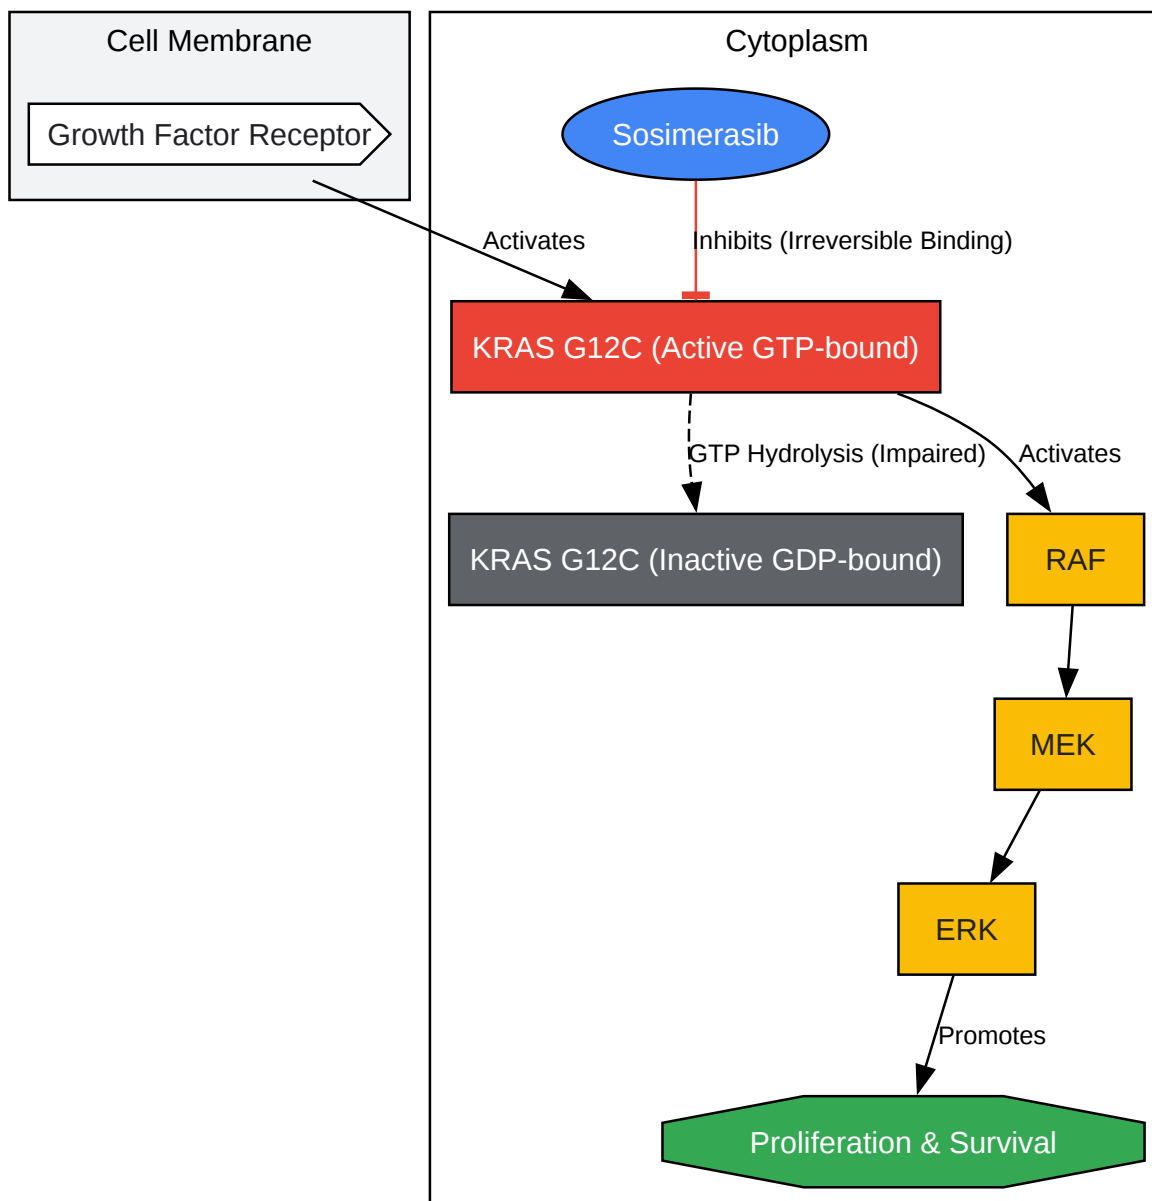 Cell Membrane
Growth Factor Receptor
Cytoplasm
Sosimerasib
Activates
Inhibits (Irreversible Binding)
KRAS G12C (Active GTP-bound)
GTP Hydrolysis (Impaired)
Activates
KRAS G12C (Inactive GDP-bound)
RAF
MEK
ERK
Promotes
Proliferation & Survival